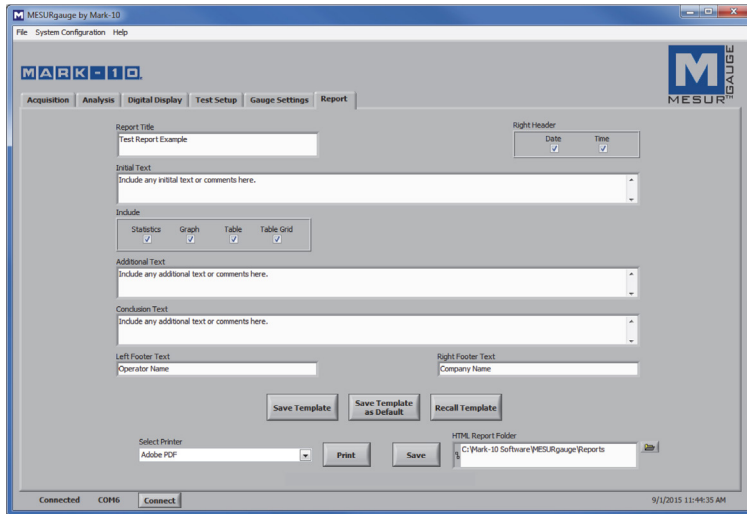 MESURgauge by Mark-10
File System Configuration Help
MARK-10
M
MESUR GAUGE
Acquisition Analysis Digital Display Test Setup Gauge Settings Report
Report Title
Test Report Example
Right Header
Date Time
Initial Text
Include any initital text or comments here.
Include
Statistics Graph Table Table Grid
Additional Text
Include any additional text or comments here.
Conclusion Text
Include any additional text or comments here.
Left Footer Text Right Footer Text
Operator Name Company Name
Save Template Save Template as Default Recall Template
Select Printer HTML Report Folder
Adobe PDF Print Save C:\Mark-10 Software\MESURgauge\Reports
Connected COM6 Connect 9/1/2015 11:44:35 AM